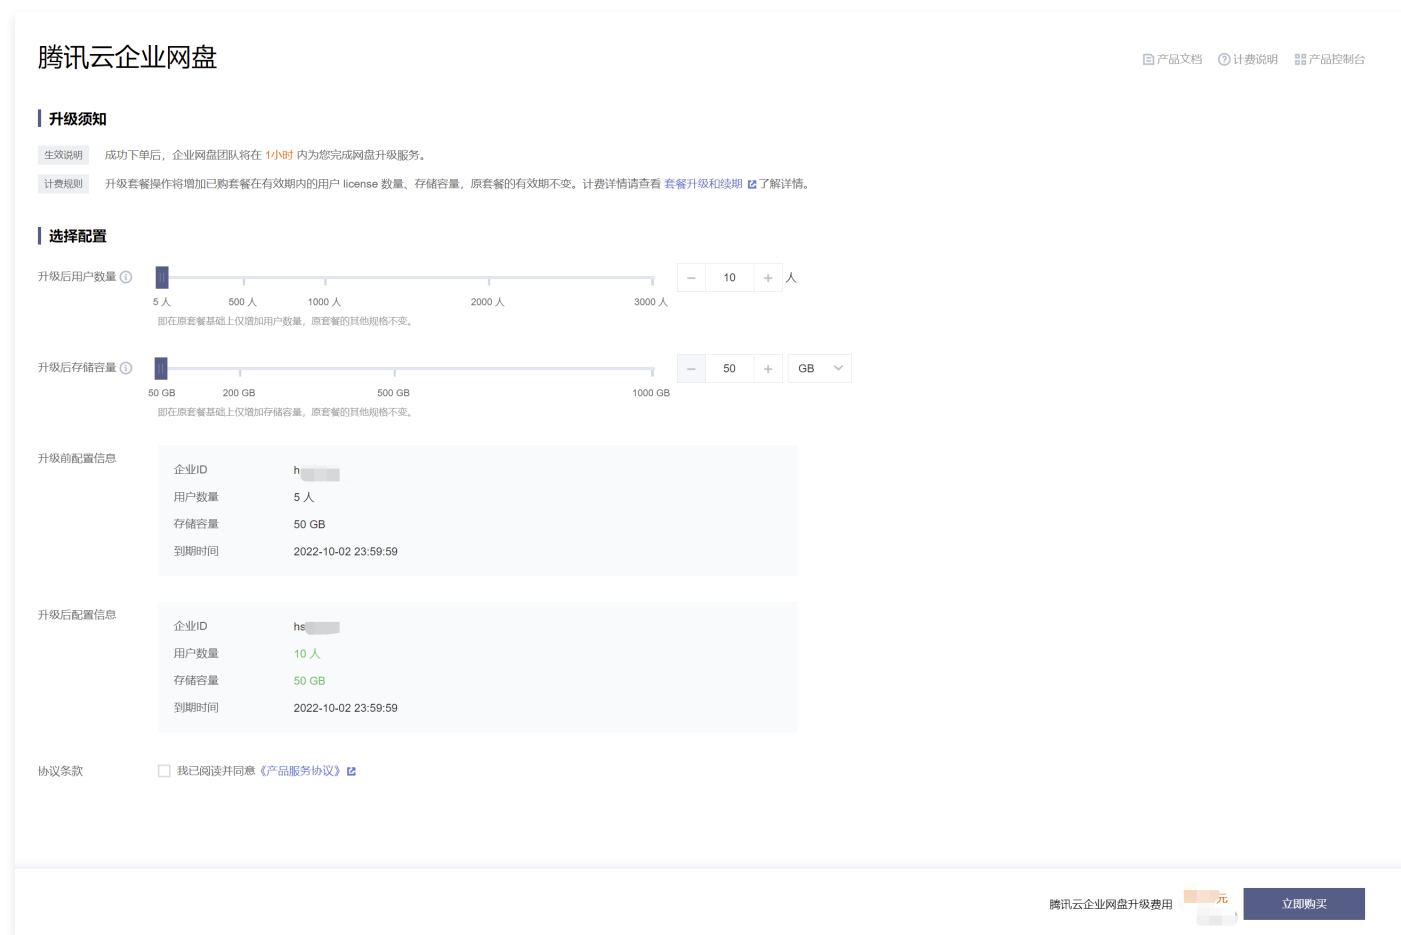 腾讯云企业网盘
产品文档 计费说明 产品控制台
升级须知
生效说明 成功下单后，企业网盘团队将在 1小时 内为您完成网盘升级服务。
计费规则 升级套餐操作将增加已购套餐在有效期内的用户 license 数量、存储容量，原套餐的有效期不变。计费详情请查看 套餐升级和续期 了解详情。
选择配置
升级后用户数量 − 10 + 人
5 人 500 人 1000 人 2000 人 3000 人
即在原套餐基础上仅增加用户数量，原套餐的其他规格不变。
升级后存储容量 − 50 + GB
50 GB 200 GB 500 GB 1000 GB
即在原套餐基础上仅增加存储容量，原套餐的其他规格不变。
升级前配置信息
企业ID h
用户数量 5 人
存储容量 50 GB
到期时间 2022-10-02 23:59:59
升级后配置信息
企业ID hs
用户数量 10 人
存储容量 50 GB
到期时间 2022-10-02 23:59:59
协议条款 我已阅读并同意《产品服务协议》
腾讯云企业网盘升级费用 元 立即购买